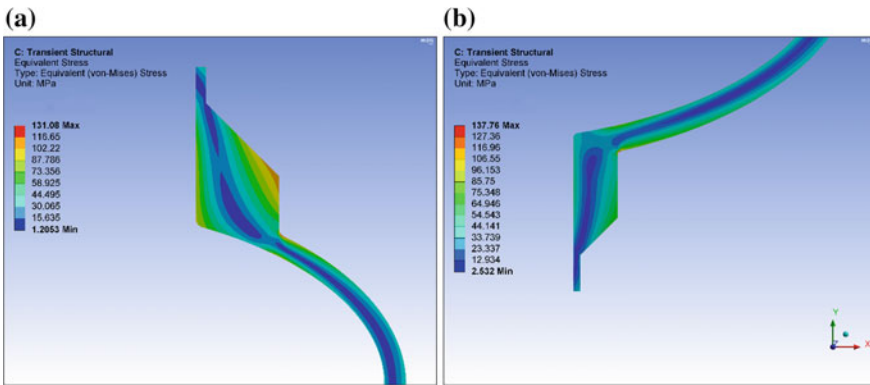 (a)
C: Transient Structural
Equivalent Stress
Type: Equivalent (von-Mises) Stress
Unit: MPa
131.08 Max
116.65
102.22
87.786
73.356
58.925
44.495
30.065
15.635
1.2053 Min
(b)
C: Transient Structural
Equivalent Stress
Type: Equivalent (von-Mises) Stress
Unit: MPa
137.76 Max
127.36
116.96
106.55
96.153
85.75
75.348
64.946
54.543
44.141
33.739
23.337
12.934
2.532 Min
Y
Z
X